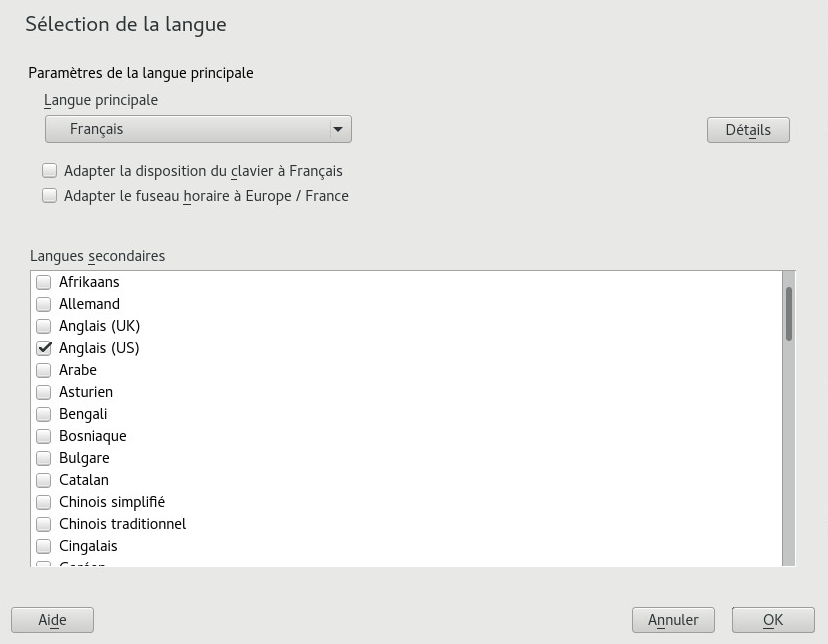 Sélection de la langue
Paramètres de la langue principale
Langue principale
Français
Détails
Adapter la disposition du clavier à Français
Adapter le fuseau horaire à Europe / France
Langues secondaires
Afrikaans
Allemand
Anglais (UK)
Anglais (US)
Arabe
Asturien
Bengali
Bosniaque
Bulgare
Catalan
Chinois simplifié
Chinois traditionnel
Cingalais
Aide
Annuler
OK